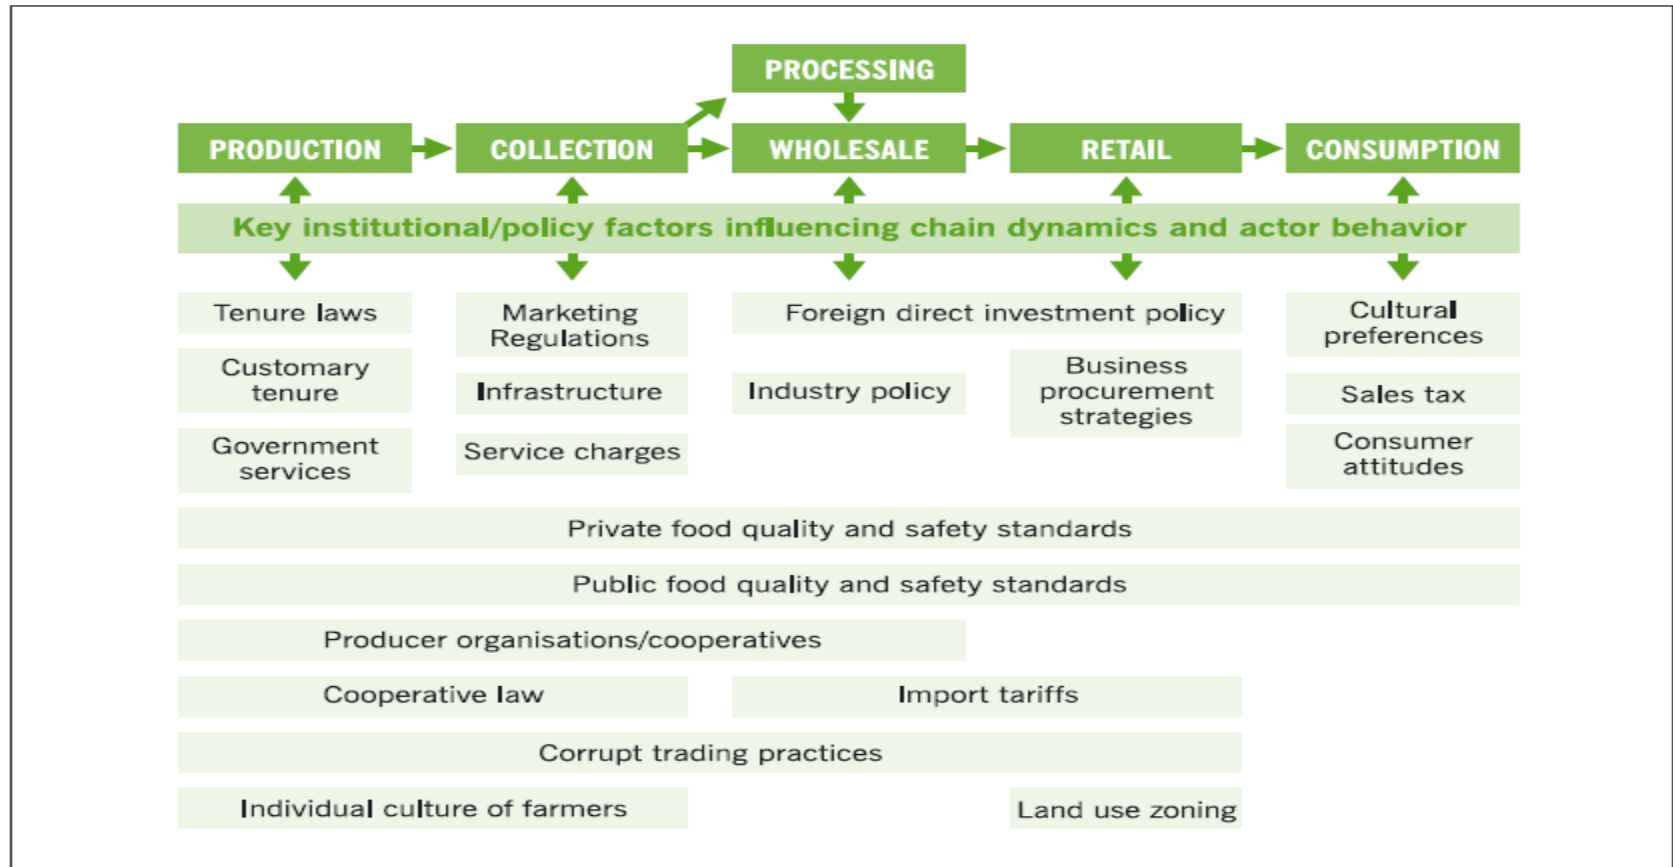 PROCESSING
PRODUCTION
COLLECTION
WHOLESALE
RETAIL
CONSUMPTION
Key institutional/policy factors influencing chain dynamics and actor behavior
Tenure laws
Customary
tenure
Government
services
Marketing
Regulations
Infrastructure
Service charges
Foreign direct investment policy
Industry policy
Business
procurement
strategies
Cultural
preferences
Sales tax
Consumer
attitudes
Private food quality and safety standards
Public food quality and safety standards
Producer organisations/cooperatives
Cooperative law
Import tariffs
Corrupt trading practices
Individual culture of farmers
Land use zoning